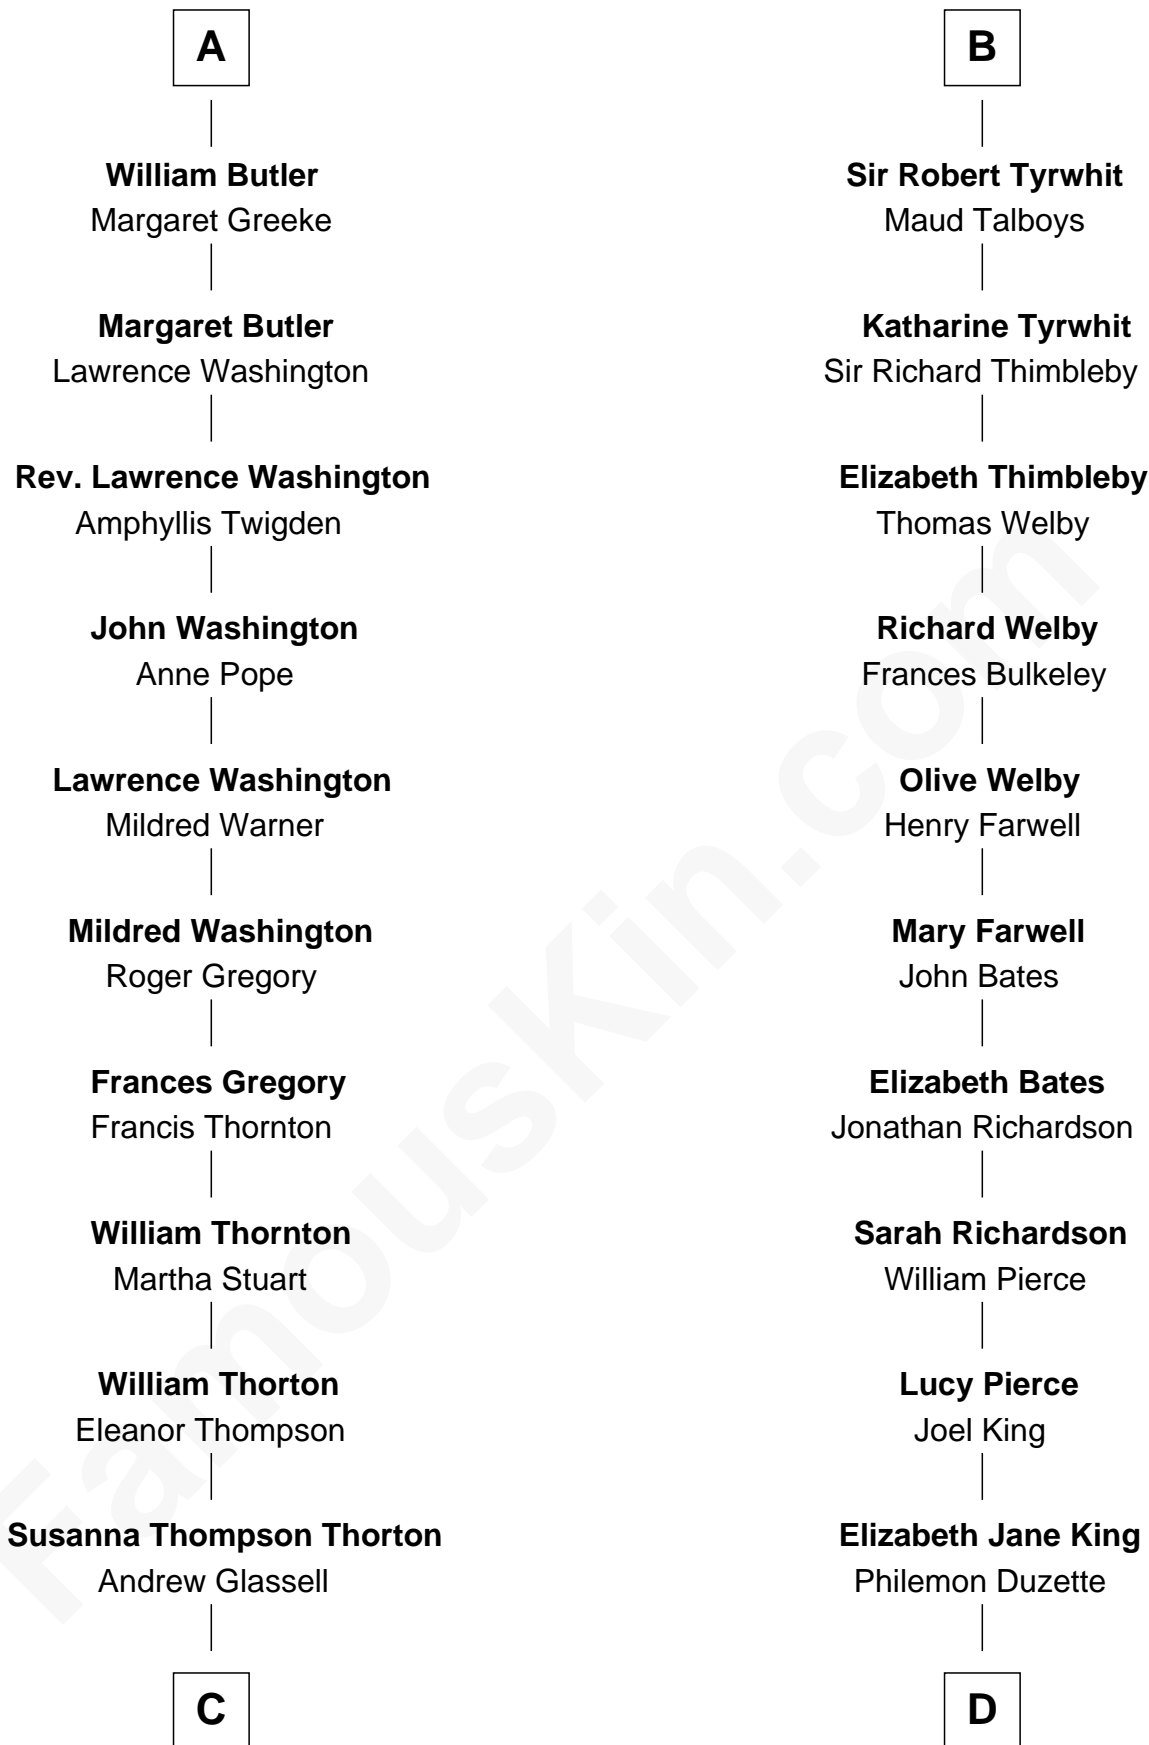 A
William Butler
Margaret Greeke
Margaret Butler
Lawrence Washington
Rev. Lawrence Washington
Amphyllis Twigden
John Washington
Anne Pope
Lawrence Washington
Mildred Warner
Mildred Washington
Roger Gregory
Frances Gregory
Francis Thornton
William Thornton
Martha Stuart
William Thorton
Eleanor Thompson
Susanna Thompson Thorton
Andrew Glassell
C
B
Sir Robert Tyrwhit
Maud Talboys
Katharine Tyrwhit
Sir Richard Thimbleby
Elizabeth Thimbleby
Thomas Welby
Richard Welby
Frances Bulkeley
Olive Welby
Henry Farwell
Mary Farwell
John Bates
Elizabeth Bates
Jonathan Richardson
Sarah Richardson
William Pierce
Lucy Pierce
Joel King
Elizabeth Jane King
Philemon Duzette
D
FamousKin.com